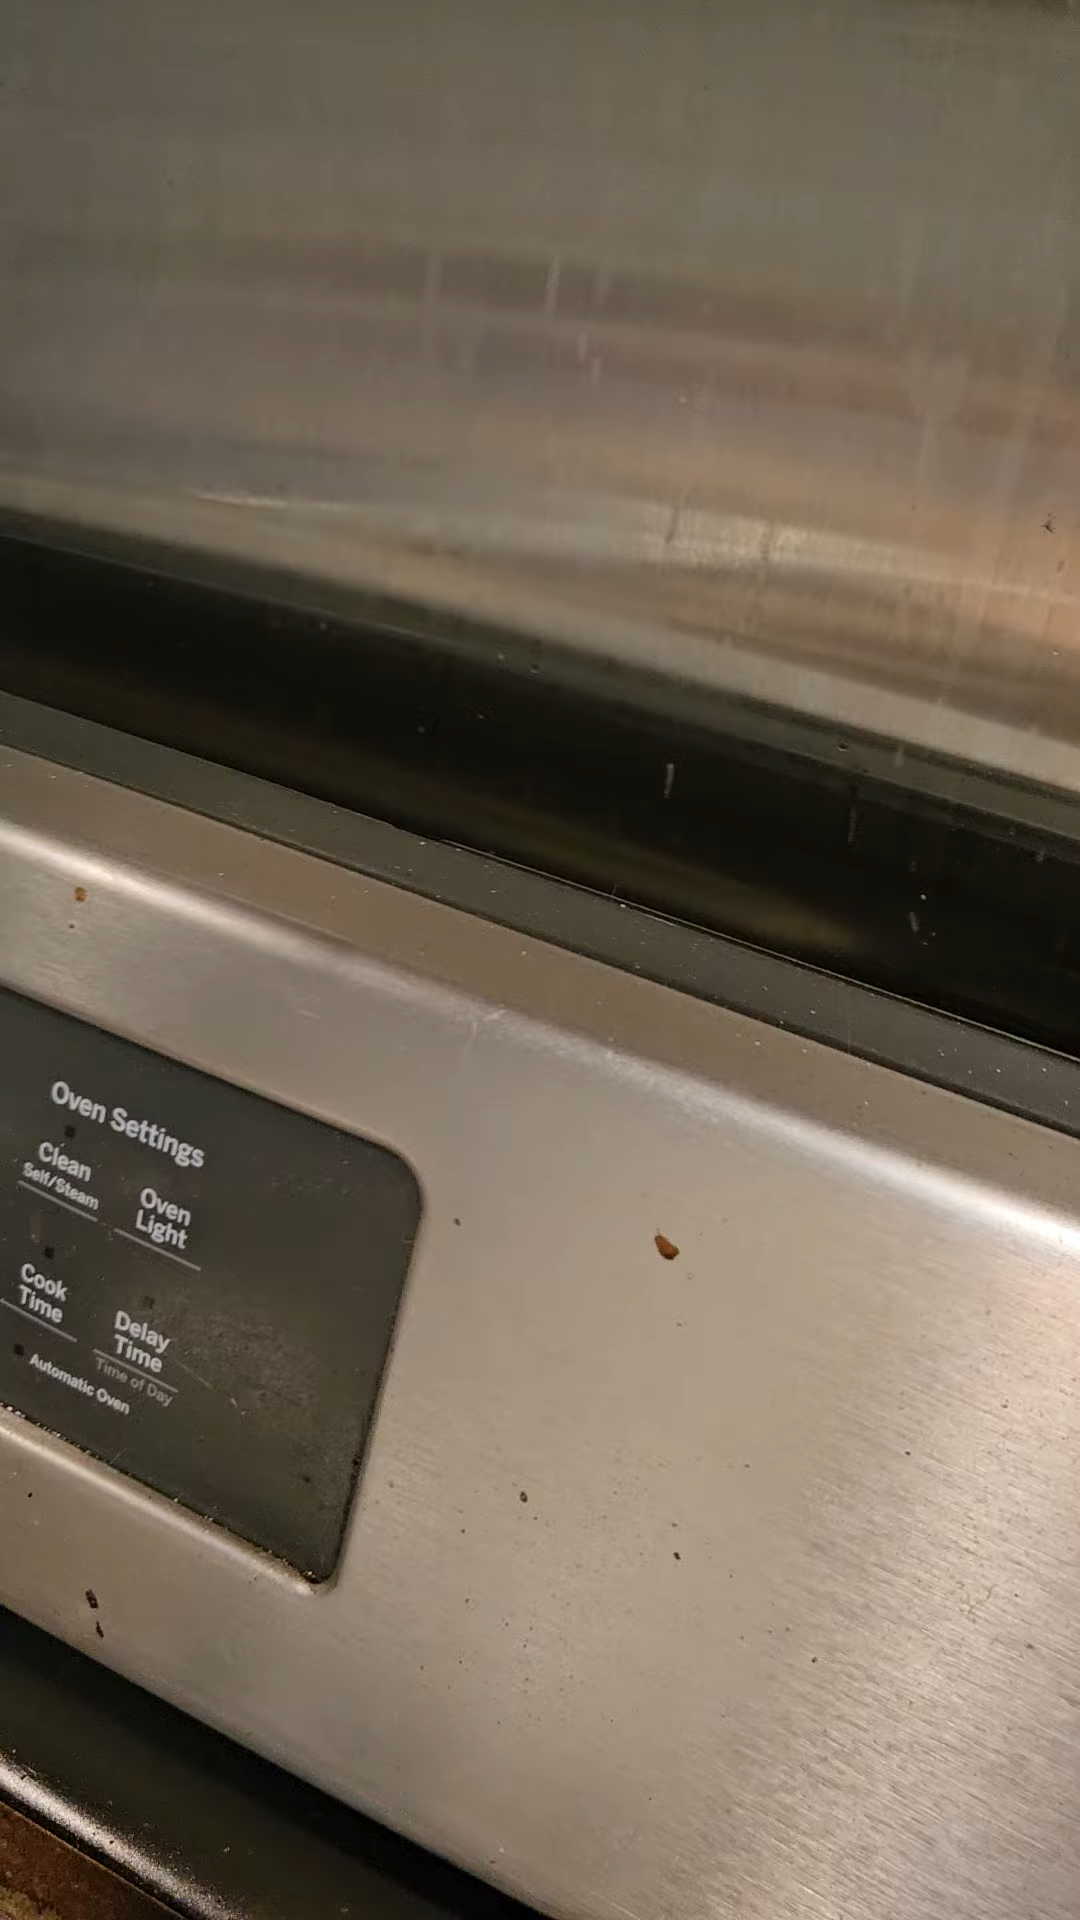 Oven Settings
Clean
Self/Steam
Oven
Light
Cook
Time
Delay
Time
Time of Day
Automatic Oven